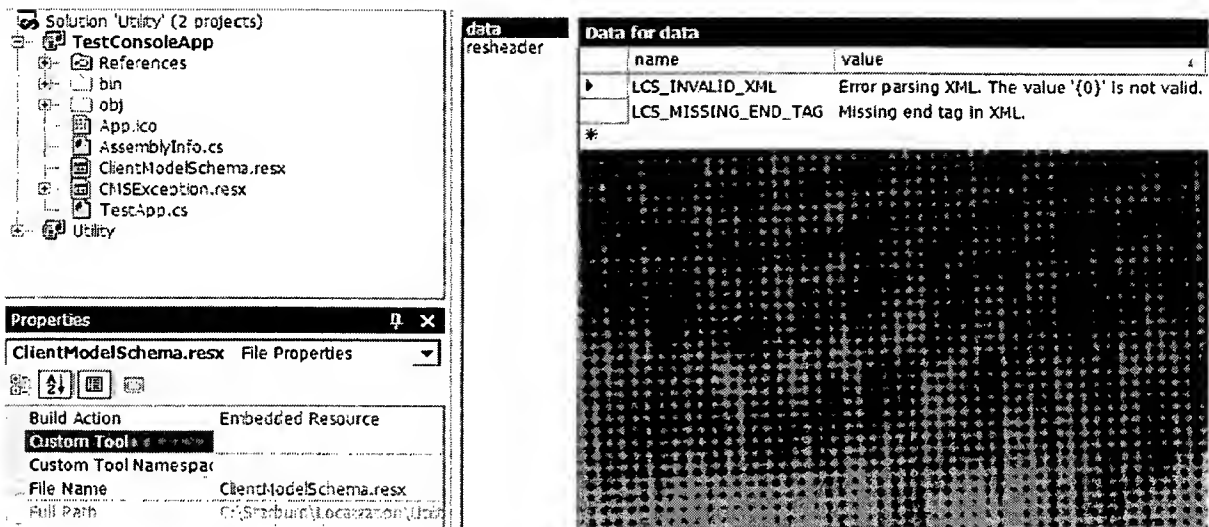 Solution 'Utility' (2 projects)
TestConsoleApp
References
bin
obj
App.ico
AssemblyInfo.cs
ClientModelSchema.resx
CMSException.resx
TestApp.cs
Utility
Properties
ClientModelSchema.resx File Properties
Build Action Embedded Resource
Custom Tool
Custom Tool Namespac
File Name ClientModelSchema.resx
Full Path
data
resheader
Data for data
name value
LCS_INVALID_XML Error parsing XML. The value '{0}' is not valid.
LCS_MISSING_END_TAG Missing end tag in XML.